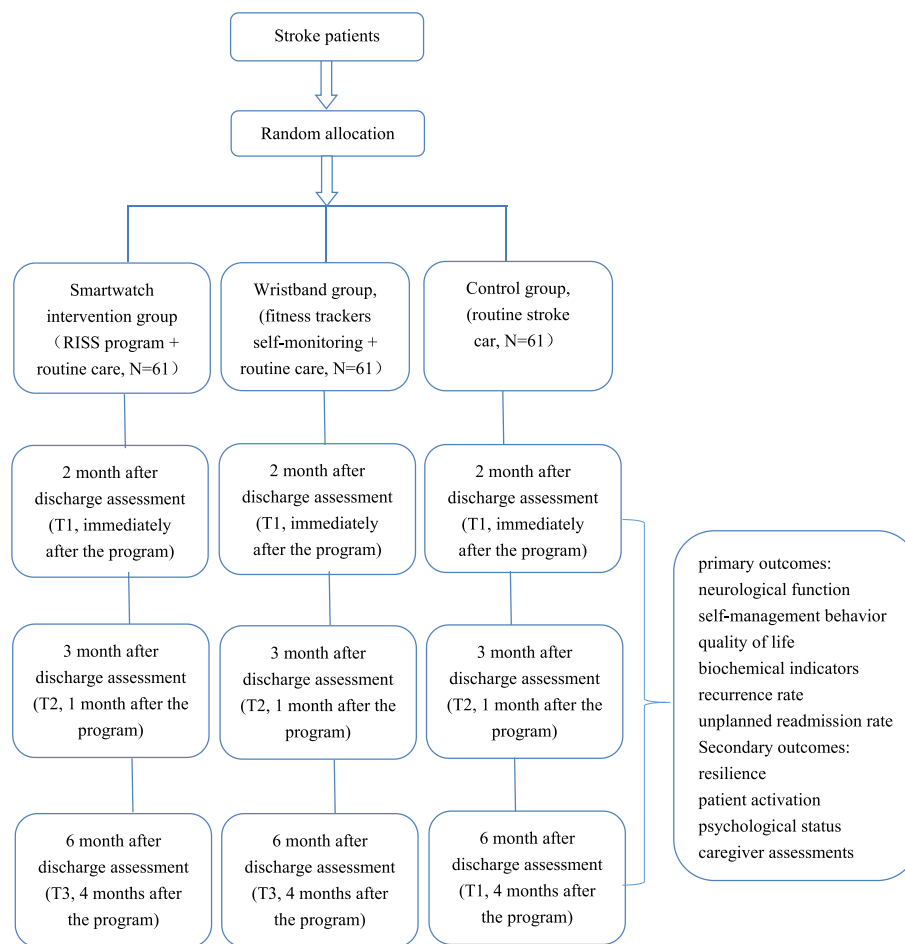 Stroke patients
Random allocation
Smartwatch
intervention group
（RISS program +
routine care, N=61）
Wristband group,
(fitness trackers
self-monitoring +
routine care, N=61）
Control group,
(routine stroke
car, N=61）
2 month after
discharge assessment
(T1, immediately
after the program)
2 month after
discharge assessment
(T1, immediately
after the program)
2 month after
discharge assessment
(T1, immediately
after the program)
3 month after
discharge assessment
(T2, 1 month after the
program)
3 month after
discharge assessment
(T2, 1 month after the
program)
3 month after
discharge assessment
(T2, 1 month after the
program)
6 month after
discharge assessment
(T3, 4 months after
the program)
6 month after
discharge assessment
(T3, 4 months after
the program)
6 month after
discharge assessment
(T1, 4 months after
the program)
primary outcomes:
neurological function
self-management behavior
quality of life
biochemical indicators
recurrence rate
unplanned readmission rate
Secondary outcomes:
resilience
patient activation
psychological status
caregiver assessments